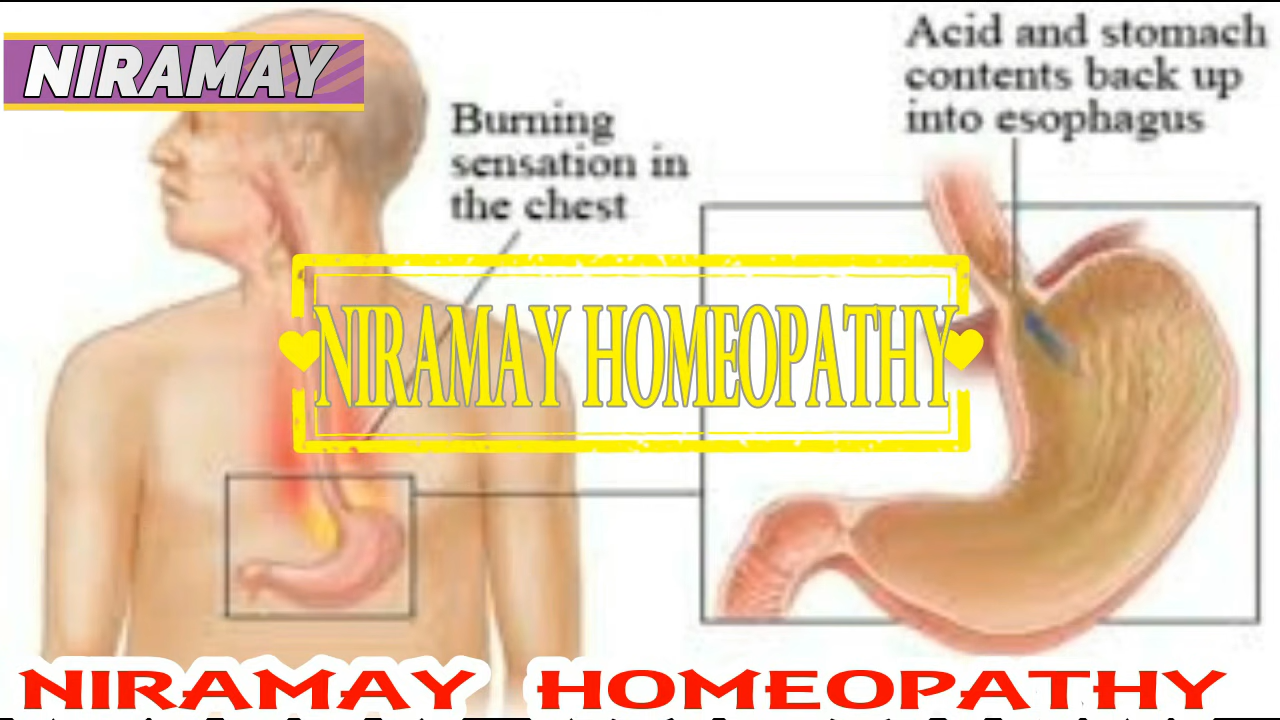 NIRAMAY
Acid and stomach
contents back up
into esophagus
Burning
sensation in
the chest
NIRAMAY HOMEOPATHY
NIRAMAY HOMEOPATHY